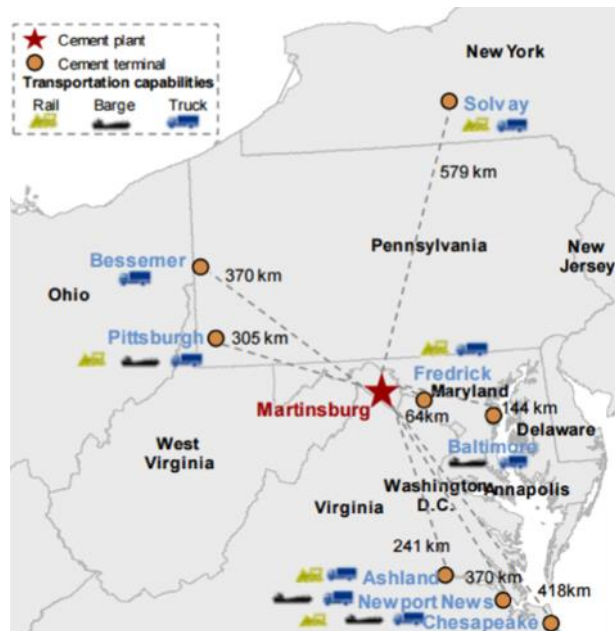 Cement plant
Cement terminal
Transportation capabilities
Rail Barge Truck
New York
Solvay
579 km
Pennsylvania
New
Jersey
Bessemer
370 km
Ohio
Pittsburgh
305 km
Fredrick
Maryland
Martinsburg
64km
144 km
Delaware
West
Virginia
Baltimore
Washington
D.C.
Annapolis
Virginia
241 km
Ashland
370 km
Newport News
418km
Chesapeake